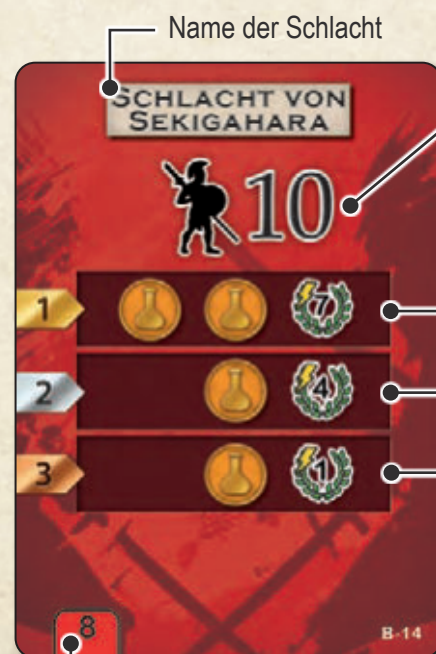 Name der Schlacht
SCHLACHT VON
SEKIGAHARA
10
1 7
2 4
3 1
8
B-14